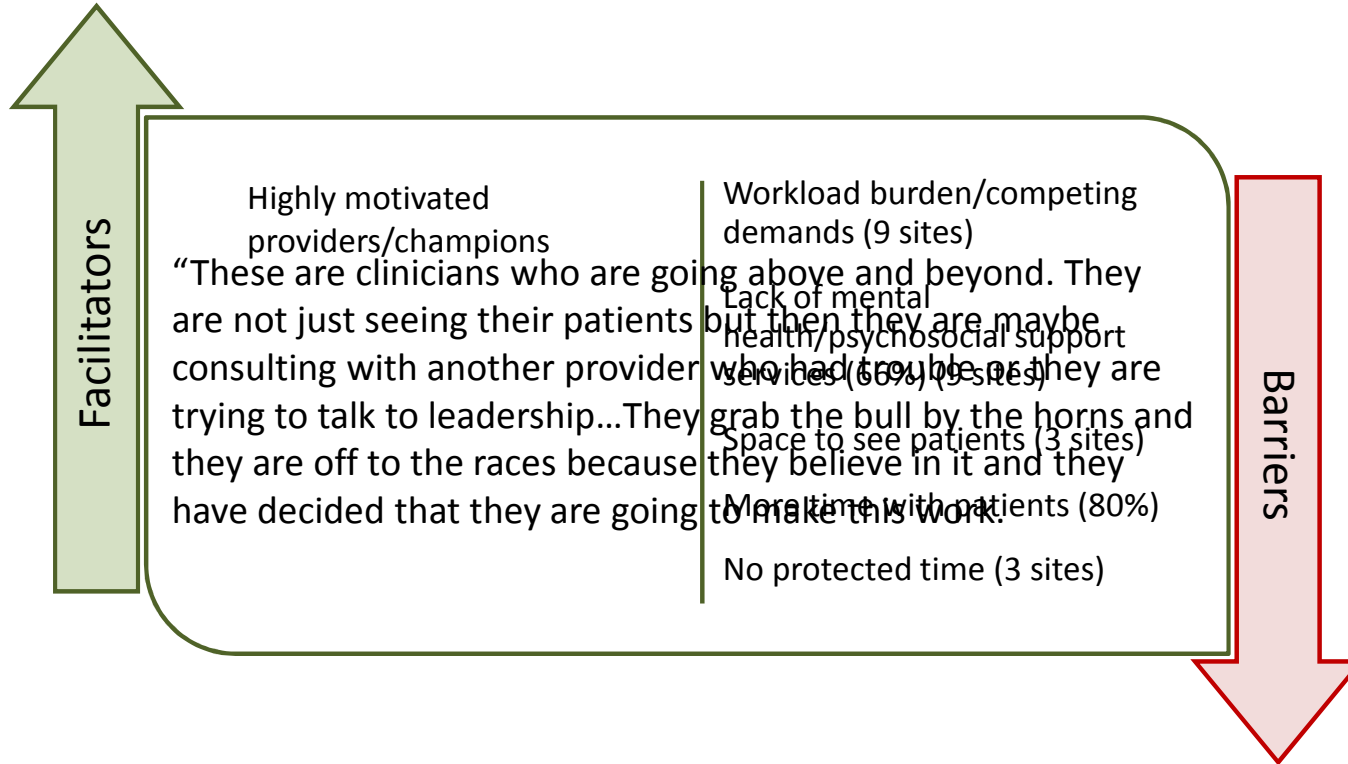 Facilitators
Highly motivated
providers/champions
“These are clinicians who are going above and beyond. They
are not just seeing their patients but then they are maybe
consulting with another provider who had trouble or they are
trying to talk to leadership…They grab the bull by the horns and
they are off to the races because they believe in it and they
have decided that they are going to make this work.
Workload burden/competing
demands (9 sites)
Lack of mental
health/psychosocial support
services (66%) (9 sites)
Space to see patients (3 sites)
More time with patients (80%)
No protected time (3 sites)
Barriers